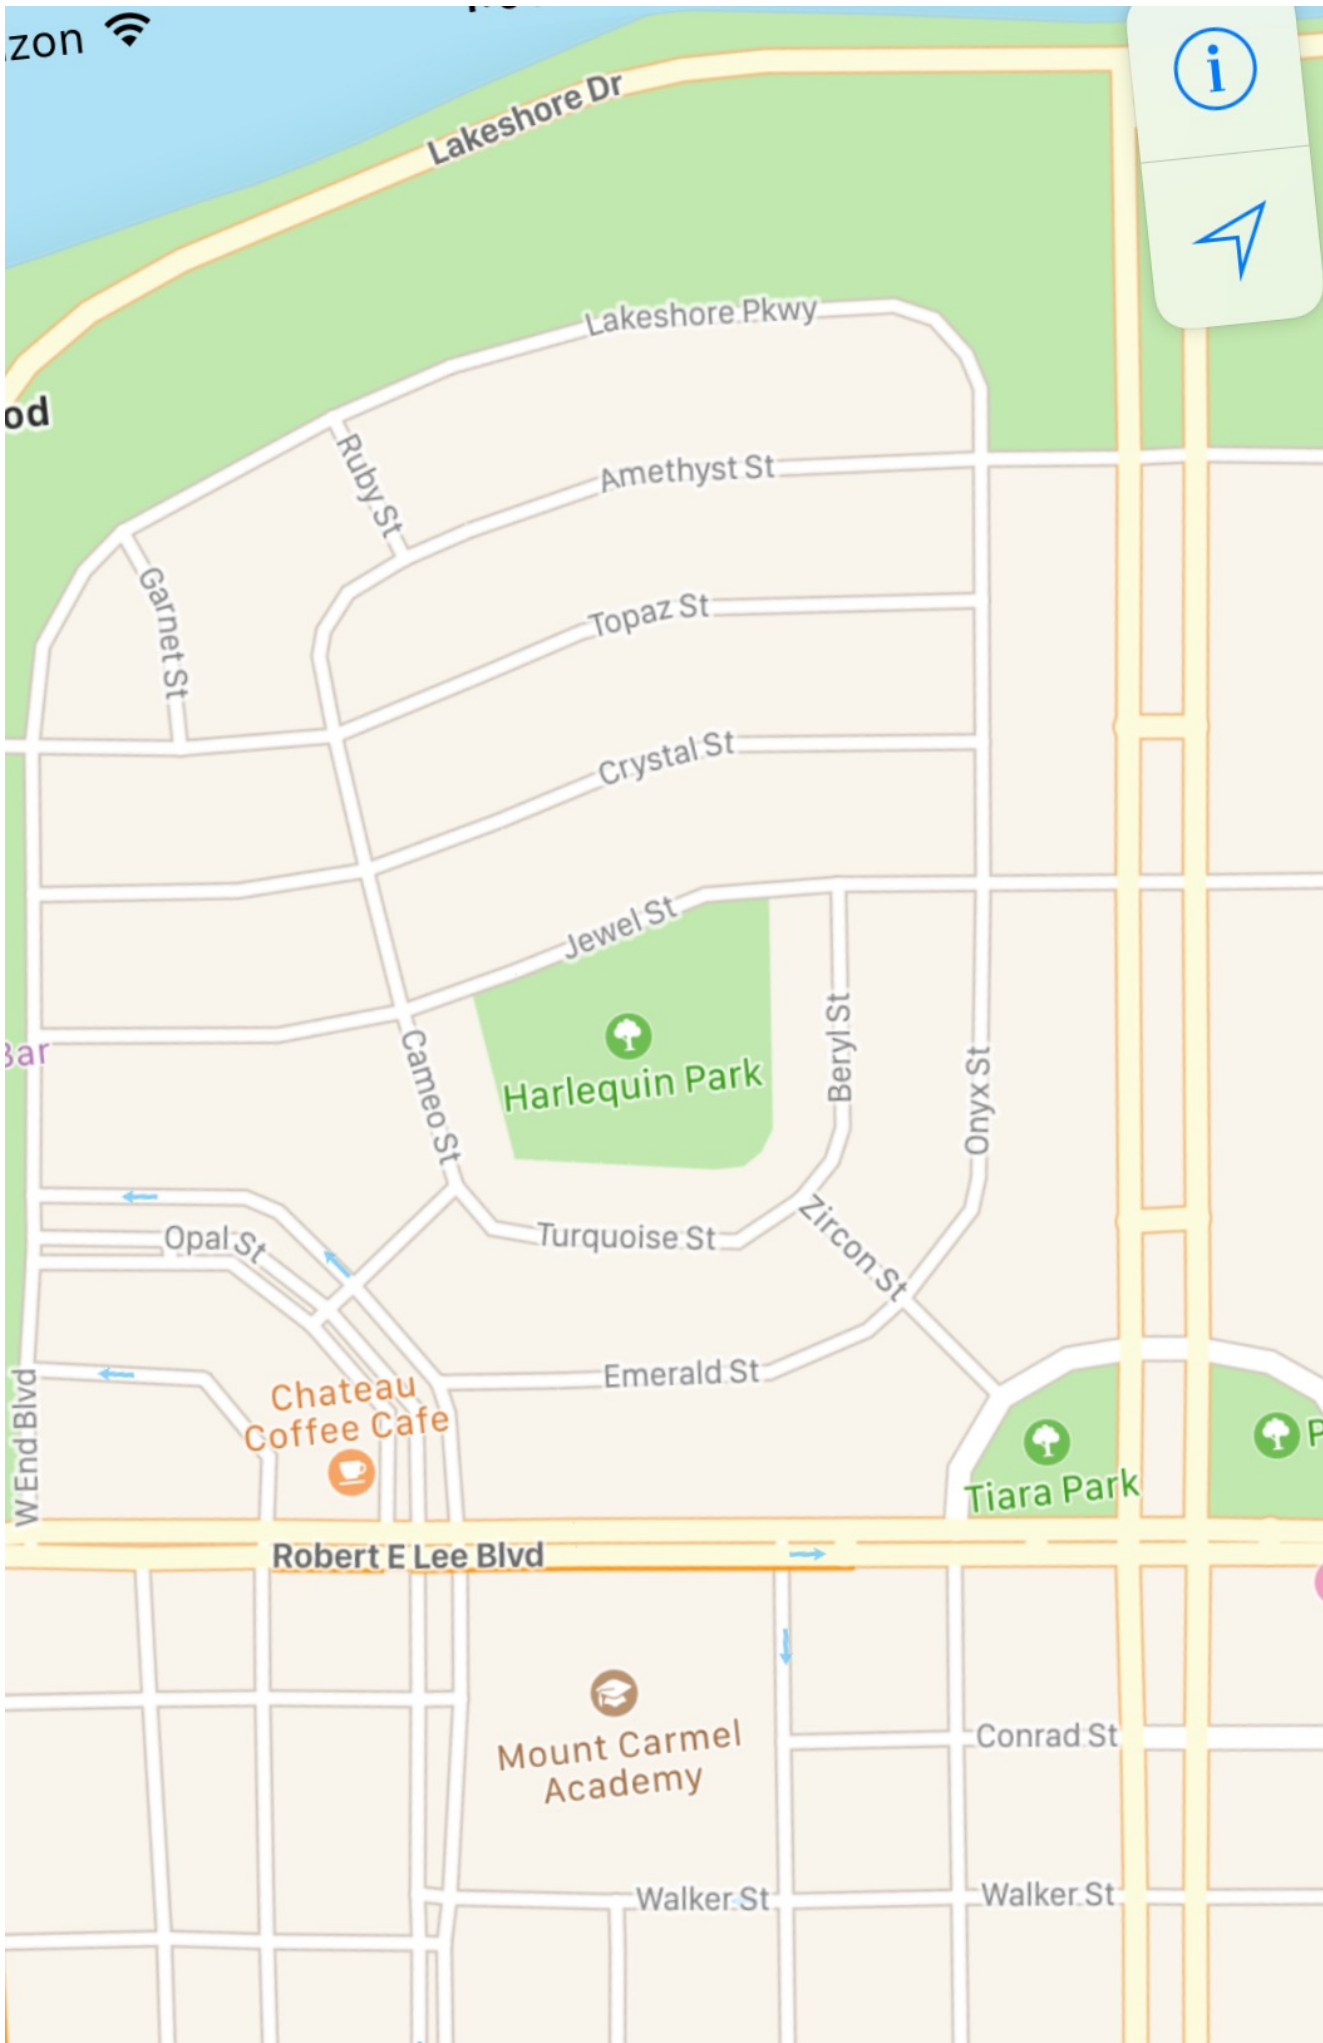 zon
Lakeshore Dr
i
Lakeshore Pkwy
od
Ruby St
Amethyst St
Garnet St
Topaz St
Crystal St
Jewel St
Bar
Harlequin Park
Beryl St
Cameo St
Onyx St
Opal St
Turquoise St
Zircon St
Emerald St
Chateau
Coffee Cafe
W End Blvd
Tiara Park
P
Robert E Lee Blvd
Mount Carmel
Academy
Conrad St
Walker St
Walker St